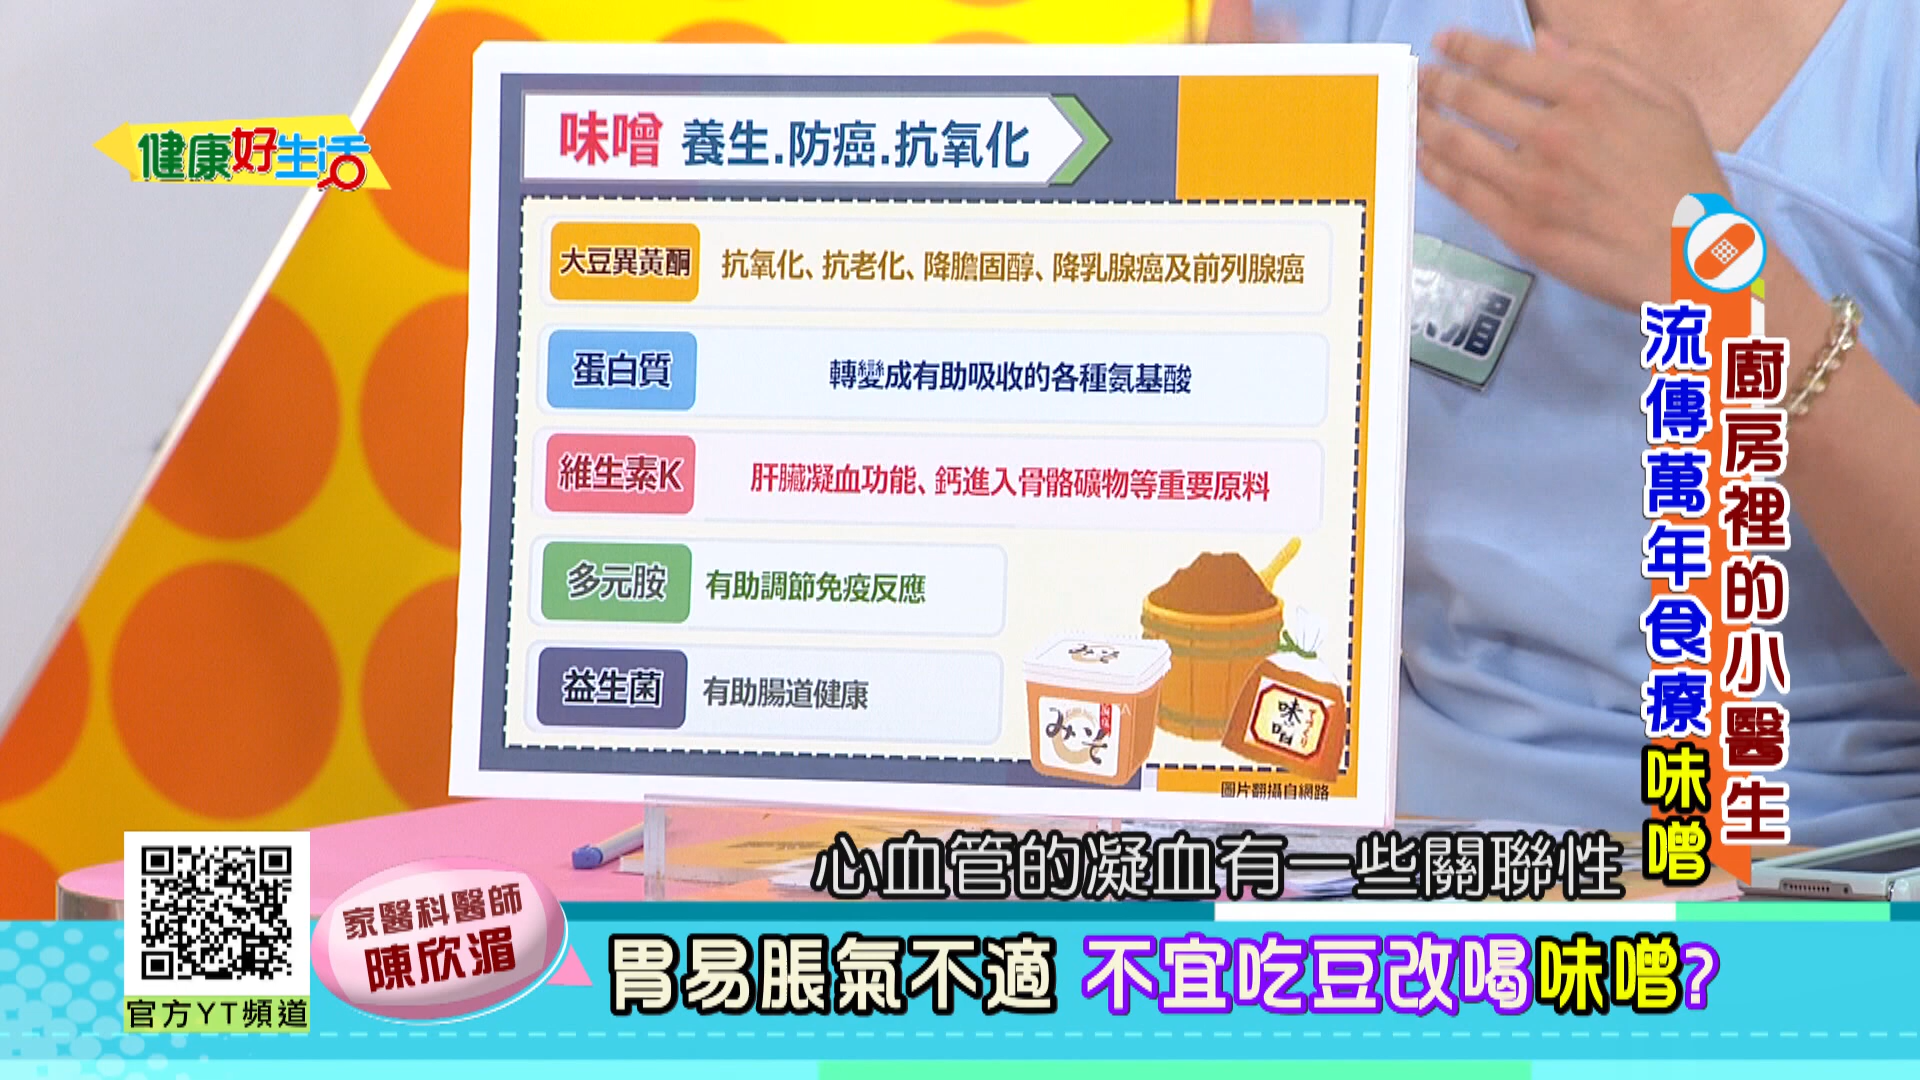 健康好生活
味噌 養生.防癌.抗氧化
大豆異黃酮 抗氧化、抗老化、降膽固醇、降乳腺癌及前列腺癌
蛋白質 轉變成有助吸收的各種氨基酸
維生素K 肝臟凝血功能、鈣進入骨骼礦物等重要原料
多元胺 有助調節免疫反應
益生菌 有助腸道健康
みそ
みそ
味噌
圖片翻攝自網路
廚房裡的小醫生
流傳萬年食療味噌
心血管的凝血有一些關聯性
家醫科醫師
陳欣湄
胃易脹氣不適 不宜吃豆改喝味噌?
官方YT頻道